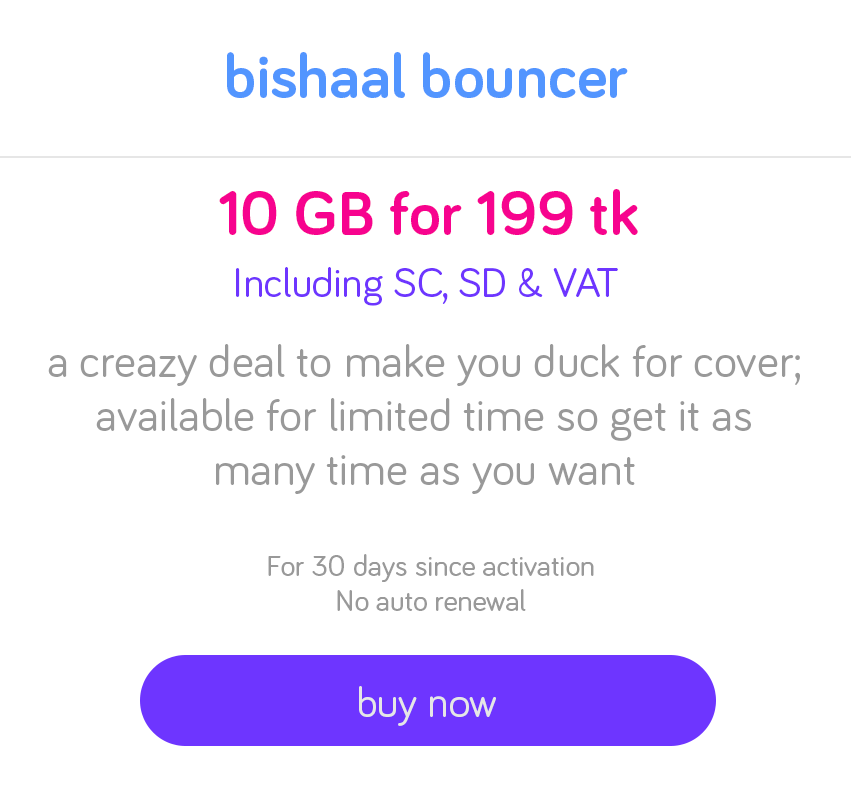 bishaal bouncer
10 GB for 199 tk
Including SC, SD & VAT
a creazy deal to make you duck for cover;
available for limited time so get it as
many time as you want
For 30 days since activation
No auto renewal
buy now